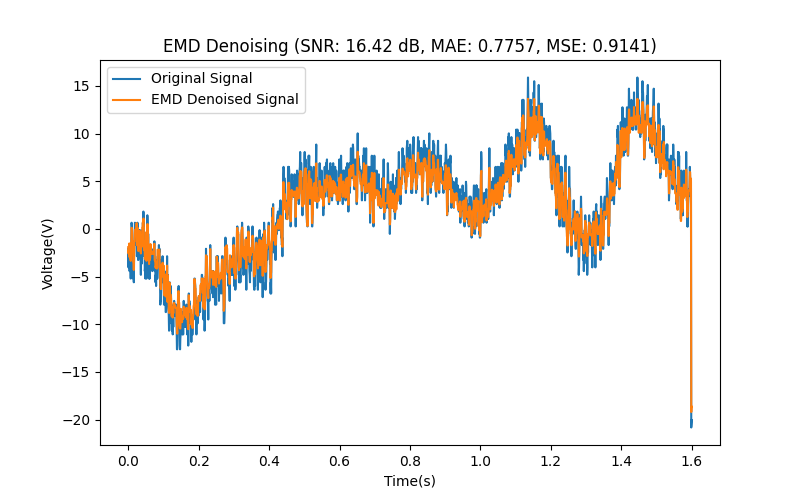 EMD Denoising (SNR: 16.42 dB, MAE: 0.7757, MSE: 0.9141)
Original Signal
EMD Denoised Signal
Voltage(V)
15
10
5
0
−5
−10
−15
−20
0.0 0.2 0.4 0.6 0.8 1.0 1.2 1.4 1.6
Time(s)